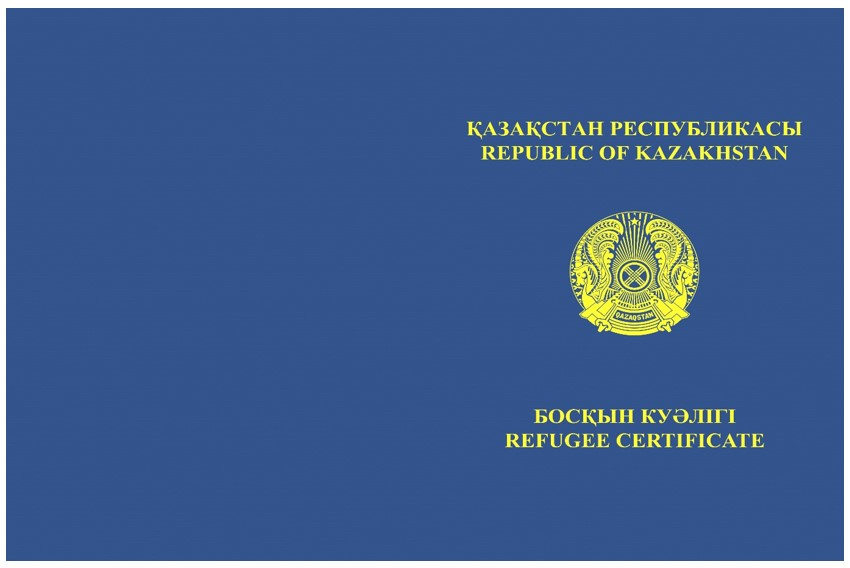 ҚАЗАҚСТАН РЕСПУБЛИКАСЫ
REPUBLIC OF KAZAKHSTAN
QAZAQSTAN
БОСҚЫН КУӘЛІГІ
REFUGEE CERTIFICATE